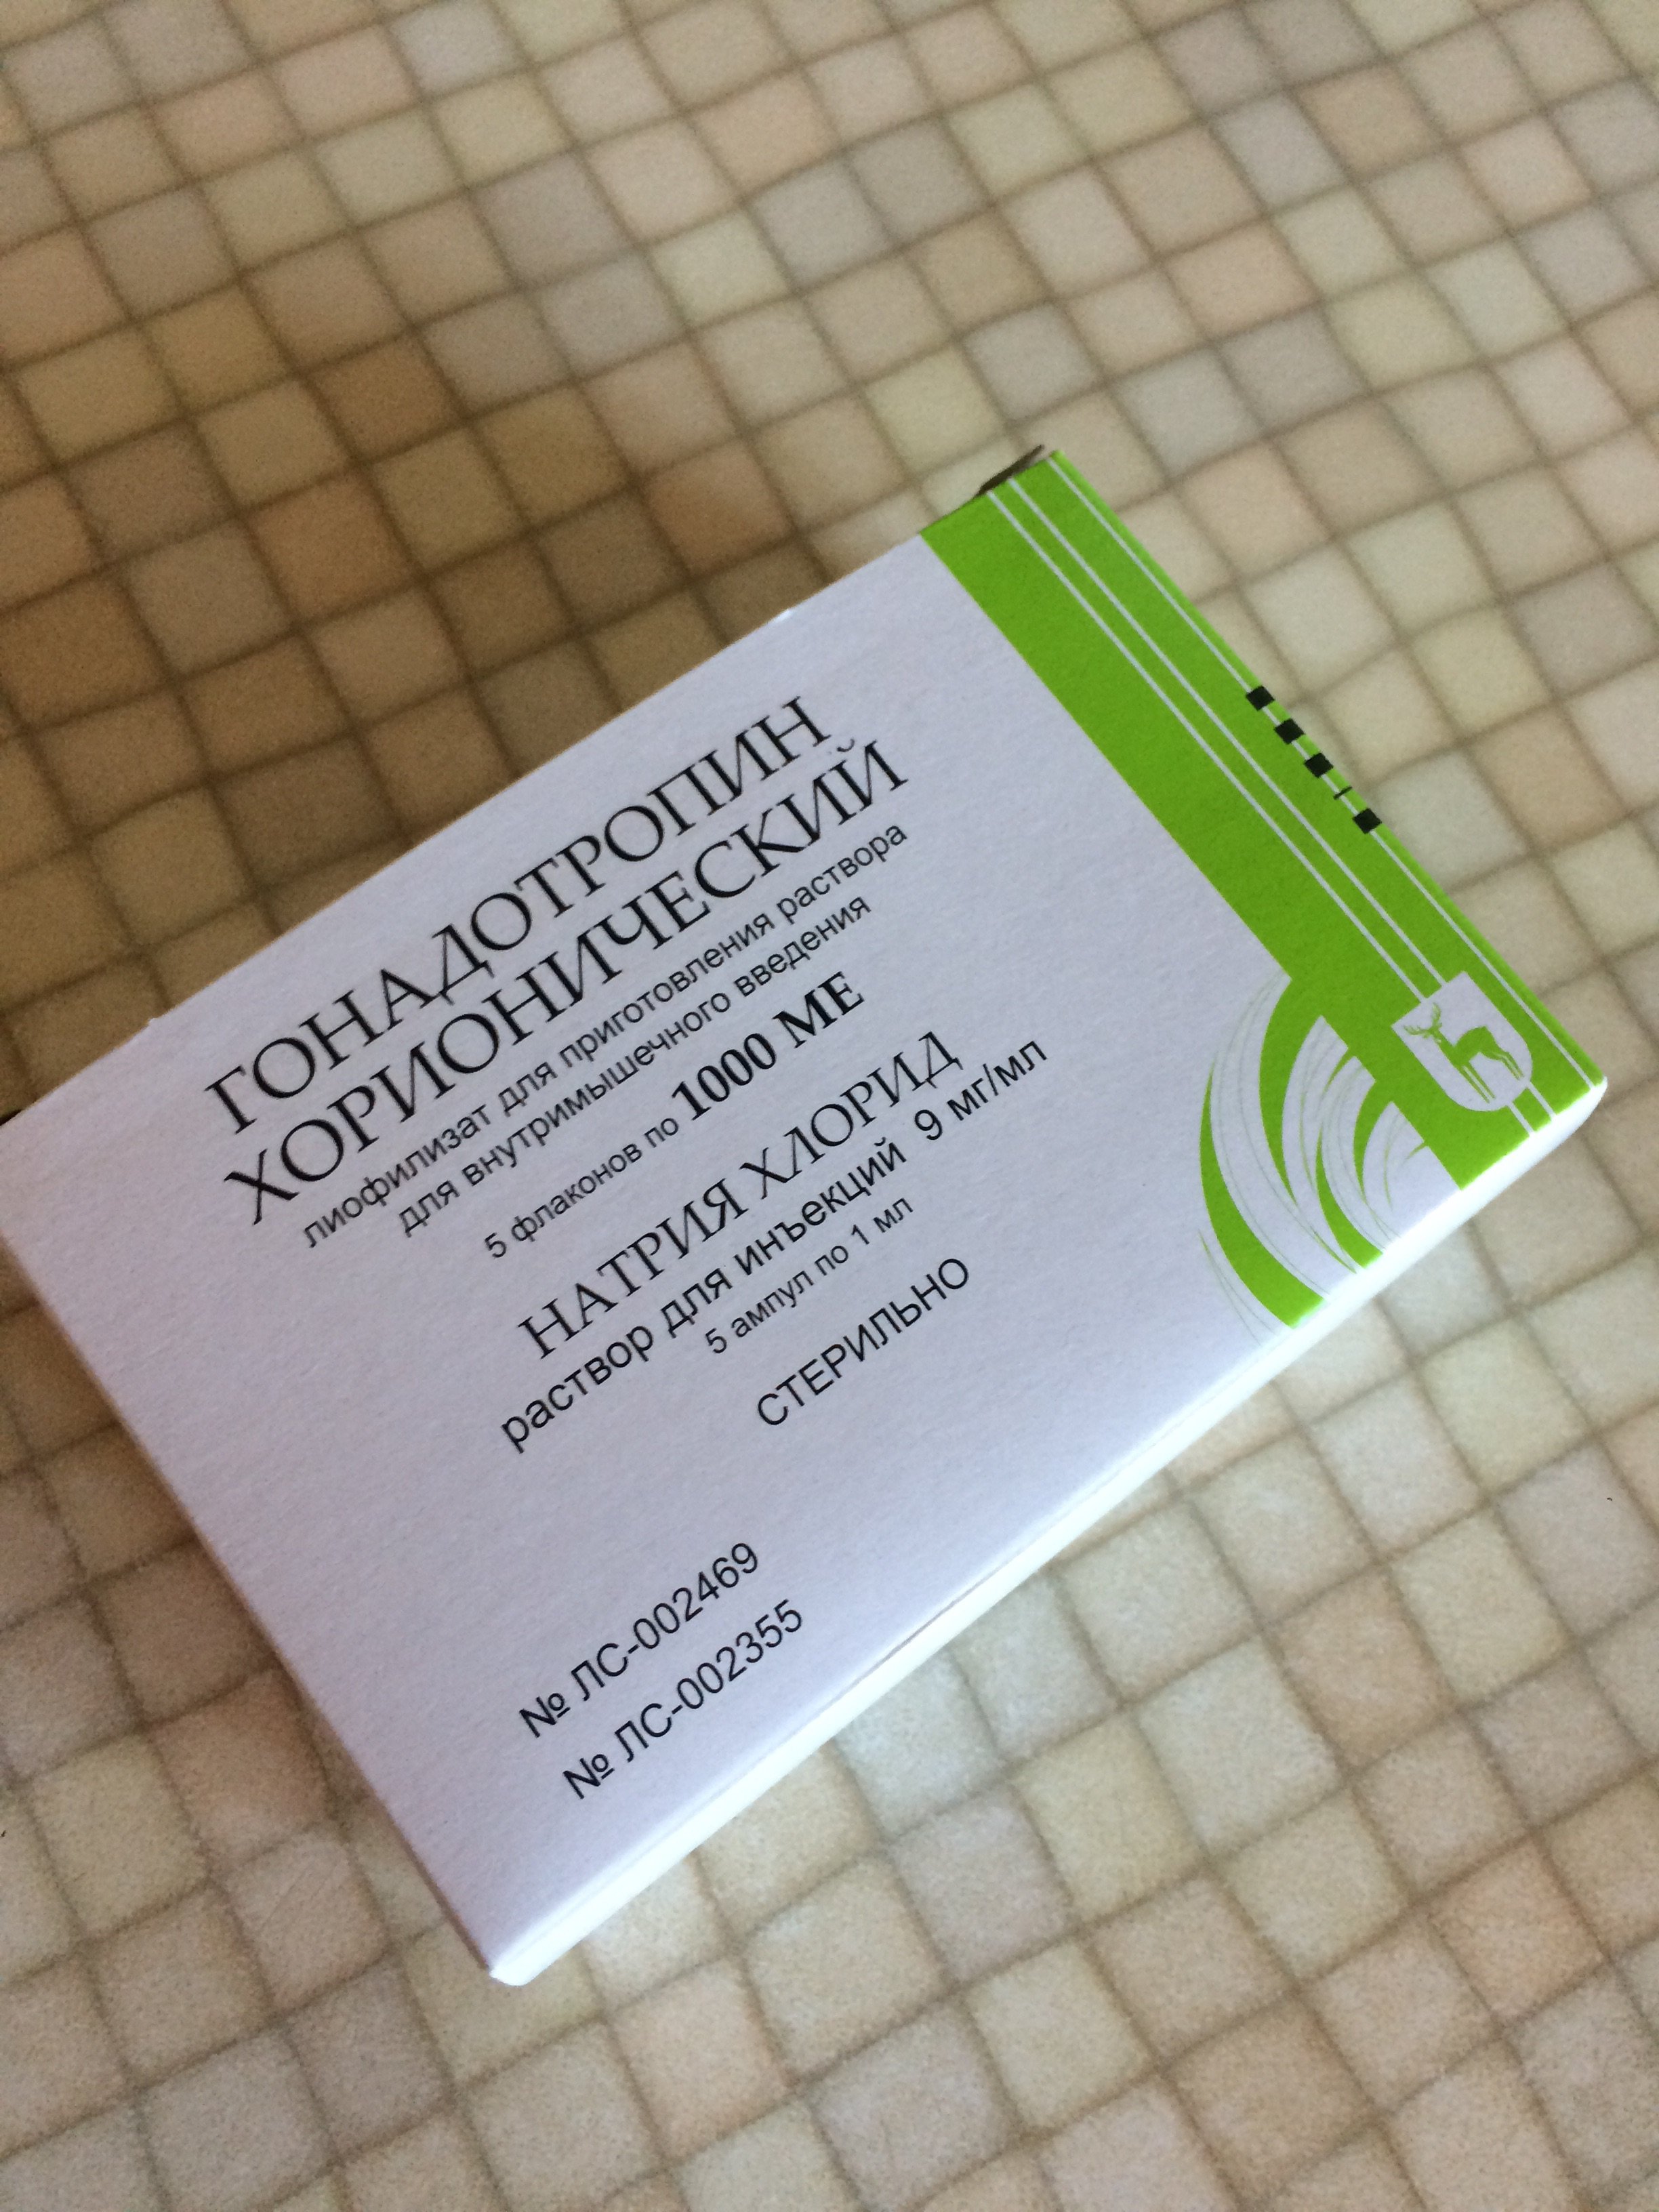 ГОНАДОТРОПИН
ХОРИОНИЧЕСКИЙ
лиофилизат для приготовления раствора
для внутримышечного введения
5 флаконов по 1000 МЕ
НАТРИЯ ХЛОРИД
раствор для инъекций 9 мг/мл
5 ампул по 1 мл
СТЕРИЛЬНО
№ ЛС-002469
№ ЛС-002355